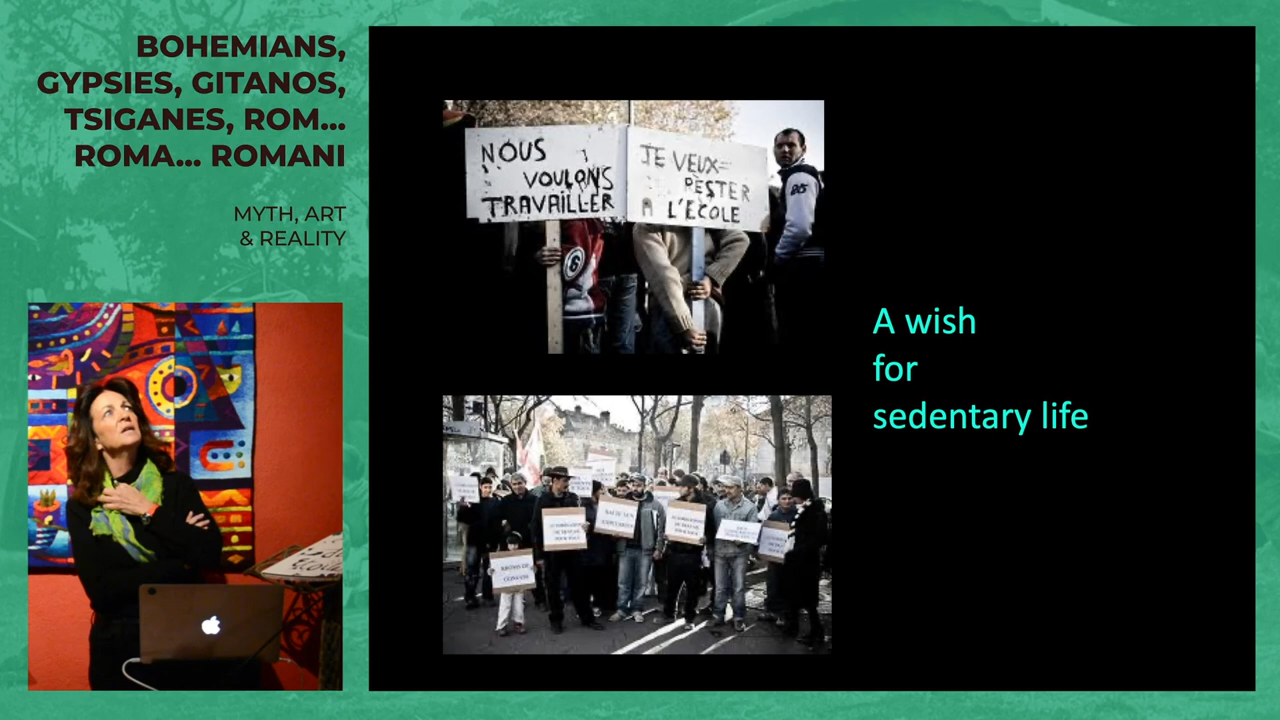 BOHEMIANS,
GYPSIES, GITANOS,
TSIGANES, ROM...
ROMA... ROMANI
MYTH, ART
& REALITY
NOUS
VOULONS
TRAVAILLER
JE VEUX
RESTER
A L'ECOLE
A wish
for
sedentary life